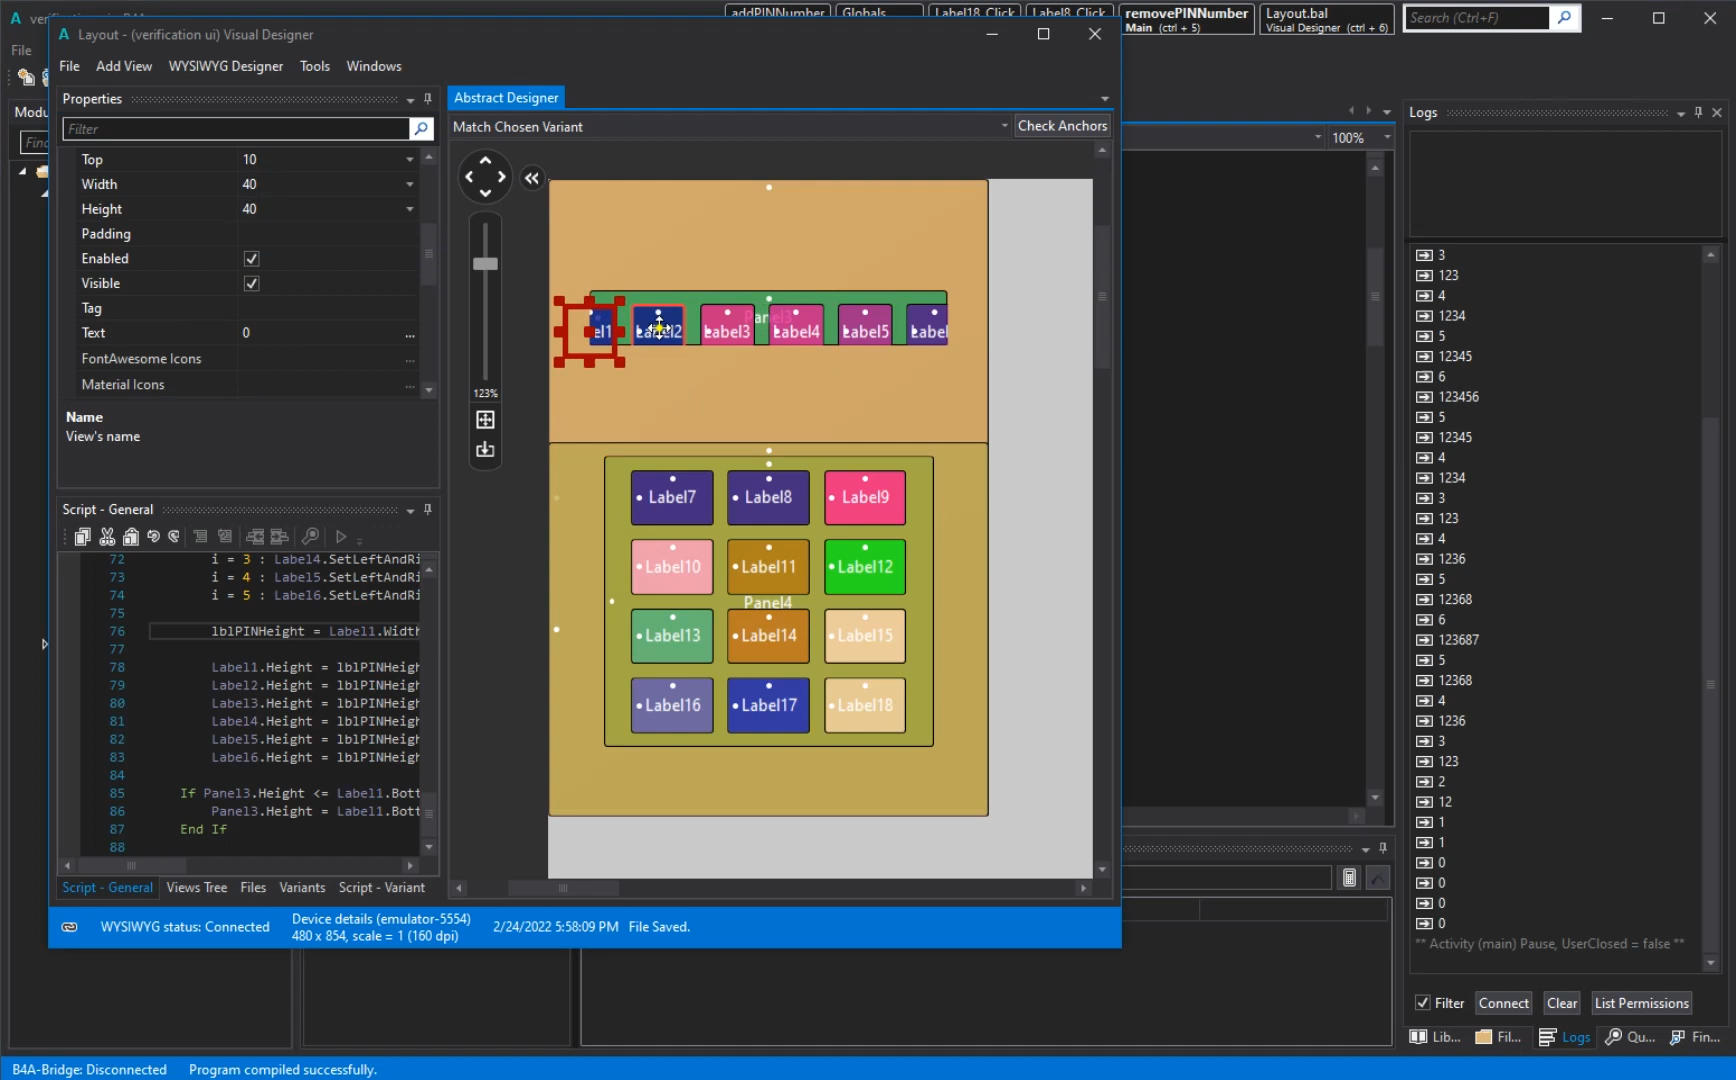 addPINNumber
Globals
Label18_Click
Label8_Click
removePINNumber
Main (ctrl + 5)
Layout.bal
Visual Designer (ctrl + 6)
Search (Ctrl+F)
File
Layout - (verification ui) Visual Designer
File Add View WYSIWYG Designer Tools Windows
Properties
Filter
Top 10
Width 40
Height 40
Padding
Enabled
Visible
Tag
Text 0 ...
FontAwesome Icons ...
Material Icons ...
Name
View's name
Script - General
72 i = 3 : Label4.SetLeftAndRi
73 i = 4 : Label5.SetLeftAndRi
74 i = 5 : Label6.SetLeftAndRi
75
76 lblPINHeight = Label1.Width
77
78 Label1.Height = lblPINHeigh
79 Label2.Height = lblPINHeigh
80 Label3.Height = lblPINHeigh
81 Label4.Height = lblPINHeigh
82 Label5.Height = lblPINHeigh
83 Label6.Height = lblPINHeigh
84
85 If Panel3.Height <= Label1.Bott
86 Panel3.Height = Label1.Bott
87 End If
88
Script - General Views Tree Files Variants Script - Variant
WYSIWYG status: Connected
Device details (emulator-5554)
480 x 854, scale = 1 (160 dpi)
2/24/2022 5:58:09 PM File Saved.
Abstract Designer
Match Chosen Variant
Check Anchors
123%
el1 Label2 Label3 Label4 Label5 Label
Label7 Label8 Label9
Label10 Label11 Label12
Panel4
Label13 Label14 Label15
Label16 Label17 Label18
100%
Logs
3
123
4
1234
5
12345
6
123456
5
12345
4
1234
3
123
4
1236
5
12368
6
123687
5
12368
4
1236
3
123
2
12
1
1
0
0
0
0
** Activity (main) Pause, UserClosed = false **
Filter Connect Clear List Permissions
Lib... Fil... Logs Qu... Fin...
B4A-Bridge: Disconnected Program compiled successfully.